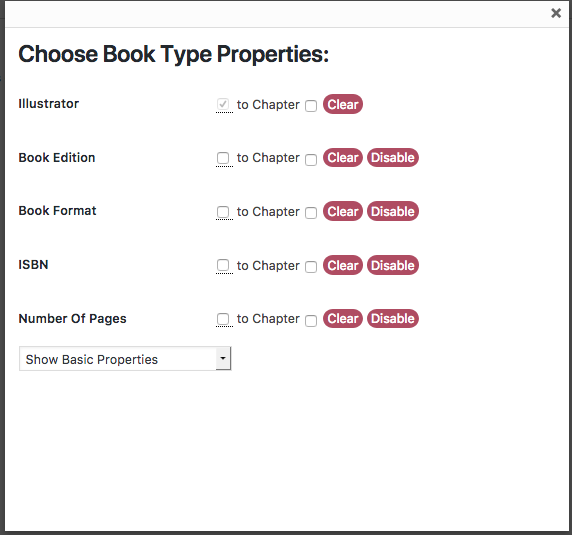 Choose Book Type Properties:
Illustrator to Chapter Clear
Book Edition to Chapter Clear Disable
Book Format to Chapter Clear Disable
ISBN to Chapter Clear Disable
Number Of Pages to Chapter Clear Disable
Show Basic Properties